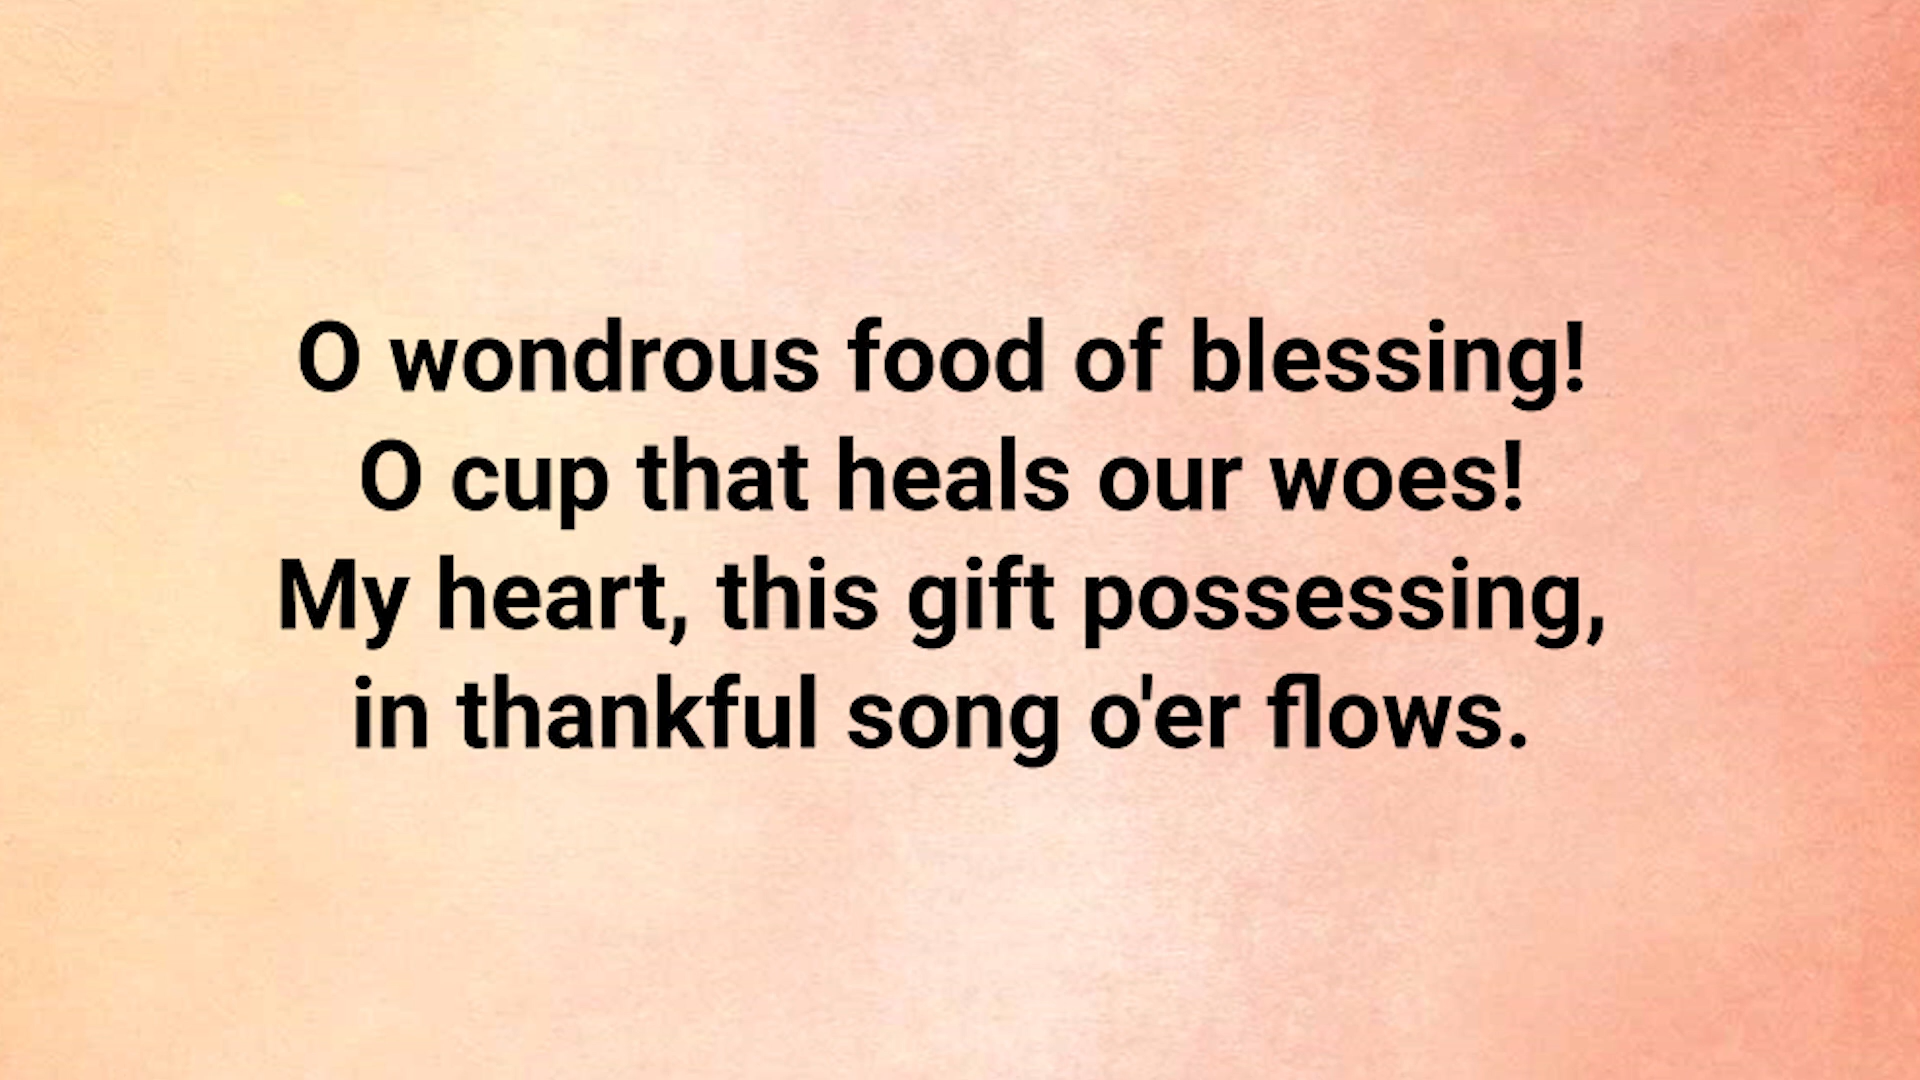 O wondrous food of blessing!
O cup that heals our woes!
My heart, this gift possessing,
in thankful song o'er flows.